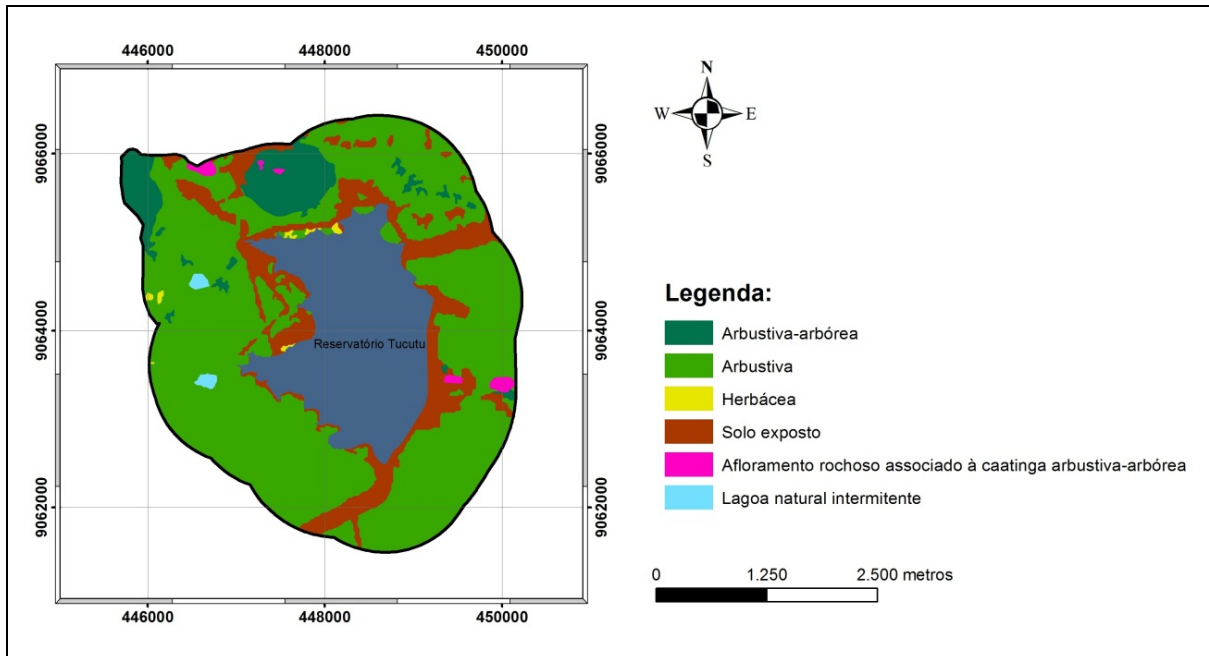 446000 448000 450000
N
W E
S
9066000 9066000
9064000 9064000
9062000 9062000
Reservatório Tucutu
446000 448000 450000
Legenda:
Arbustiva-arbórea
Arbustiva
Herbácea
Solo exposto
Afloramento rochoso associado à caatinga arbustiva-arbórea
Lagoa natural intermitente
0 1.250 2.500 metros